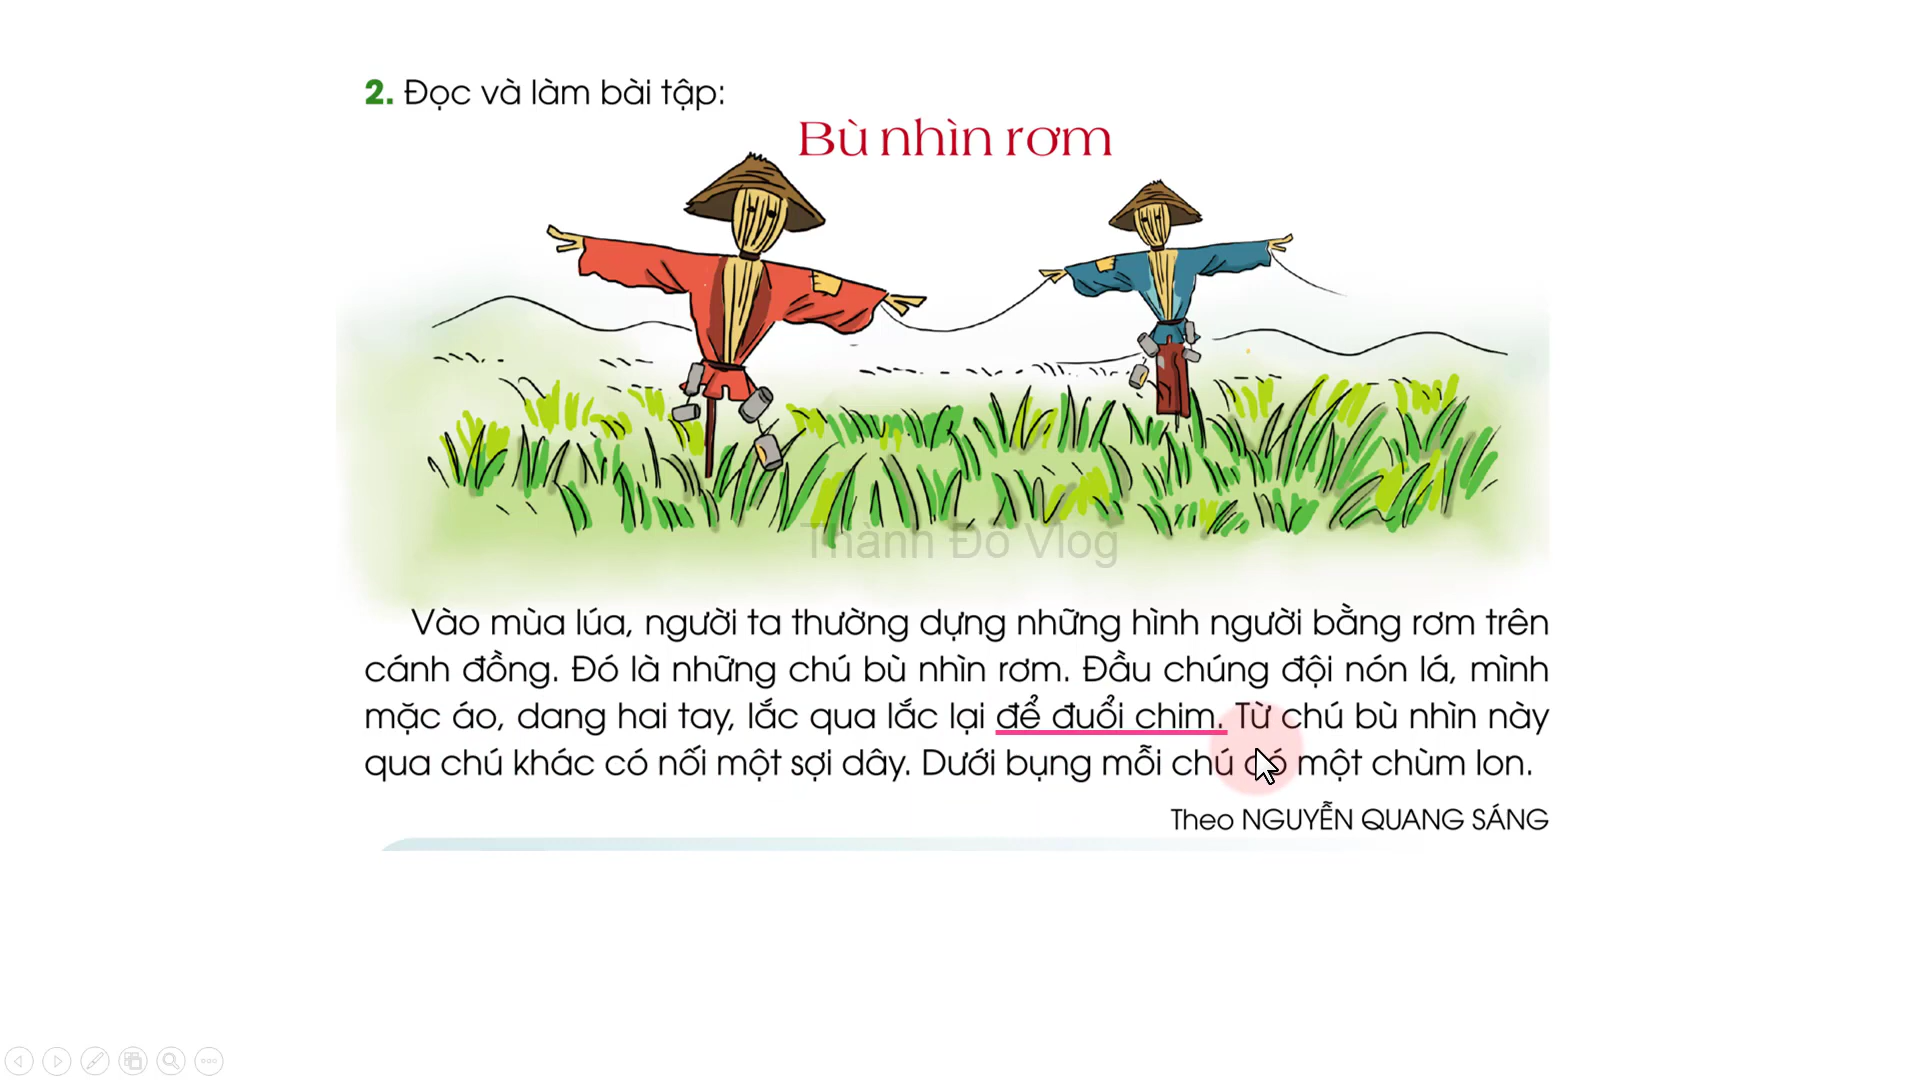 2. Đọc và làm bài tập:
Bù nhìn rơm
Thành Đô Vlog
Vào mùa lúa, người ta thường dựng những hình người bằng rơm trên
cánh đồng. Đó là những chú bù nhìn rơm. Đầu chúng đội nón lá, mình
mặc áo, dang hai tay, lắc qua lắc lại để đuổi chim. Từ chú bù nhìn này
qua chú khác có nối một sợi dây. Dưới bụng mỗi chú có một chùm lon.
Theo NGUYỄN QUANG SÁNG